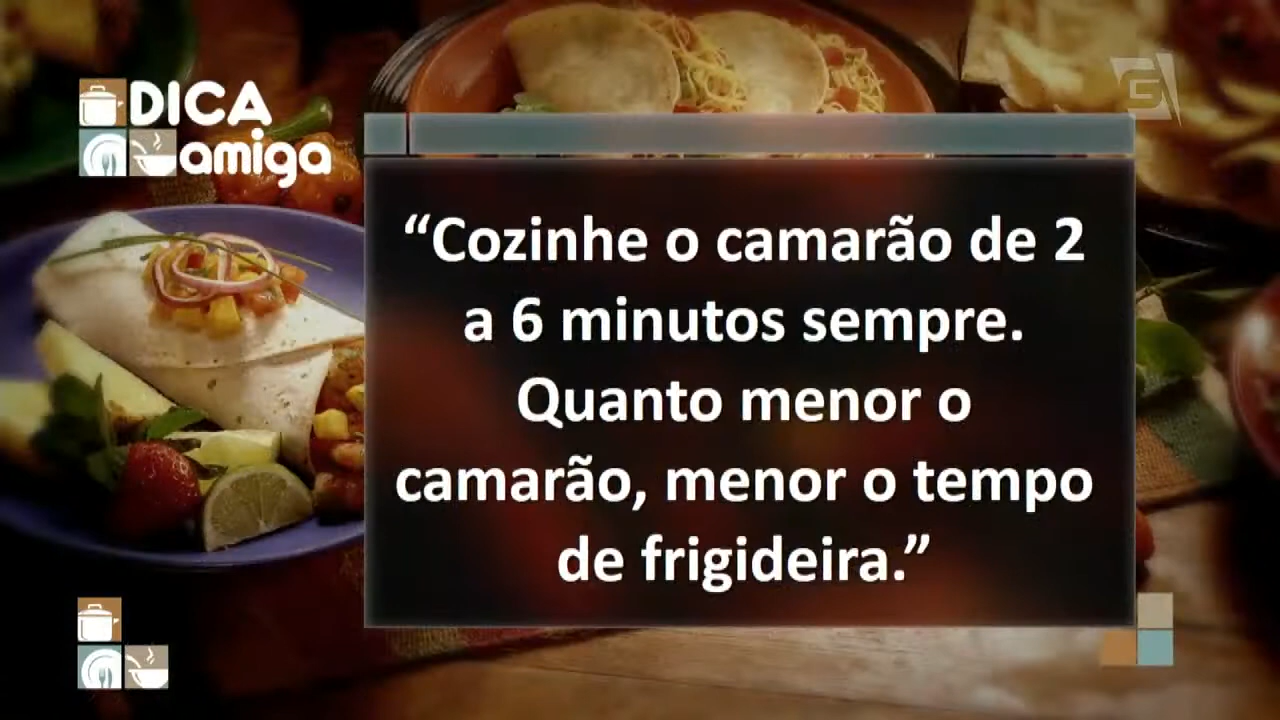 DICA
amiga
G
“Cozinhe o camarão de 2
a 6 minutos sempre.
Quanto menor o
camarão, menor o tempo
de frigideira.”